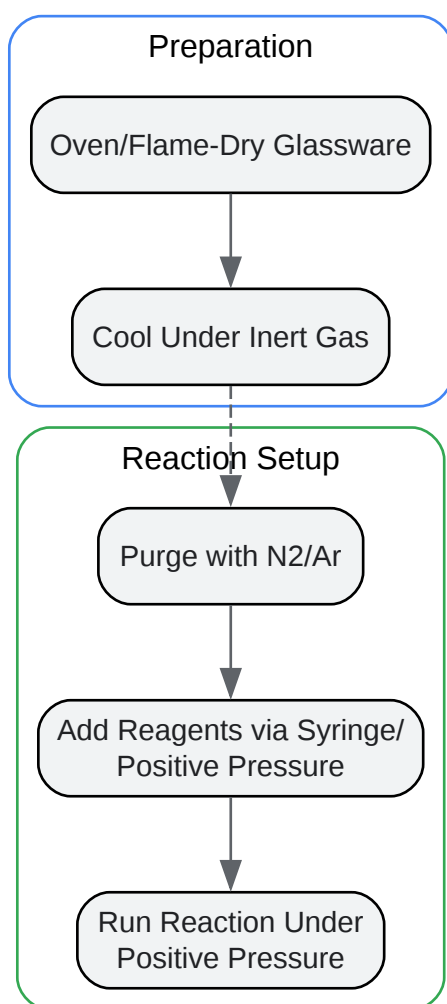 Preparation
Oven/Flame-Dry Glassware
Cool Under Inert Gas
Reaction Setup
Purge with N2/Ar
Add Reagents via Syringe/
Positive Pressure
Run Reaction Under
Positive Pressure